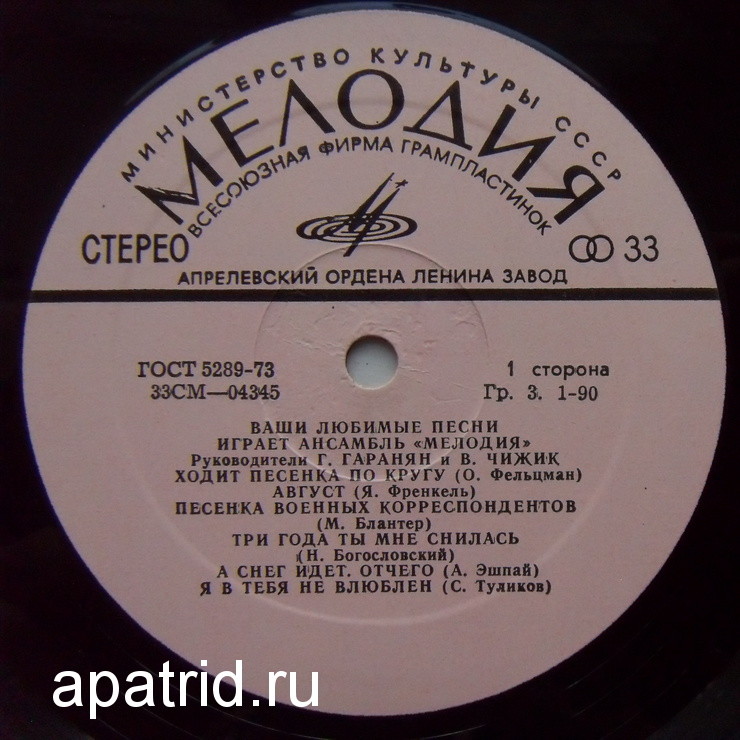 МИНИСТЕРСТВО КУЛЬТУРЫ СССР
МЕЛОДИЯ
ВСЕСОЮЗНАЯ ФИРМА ГРАМПЛАСТИНОК
СТЕРЕО
33
АПРЕЛЕВСКИЙ ОРДЕНА ЛЕНИНА ЗАВОД
ГОСТ 5289-73
1 сторона
33СМ—04345
Гр. 3. 1-90
ВАШИ ЛЮБИМЫЕ ПЕСНИ
ИГРАЕТ АНСАМБЛЬ «МЕЛОДИЯ»
Руководители Г. ГАРАНЯН и В. ЧИЖИК
ХОДИТ ПЕСЕНКА ПО КРУГУ (О. Фельцман)
АВГУСТ (Я. Френкель)
ПЕСЕНКА ВОЕННЫХ КОРРЕСПОНДЕНТОВ
(М. Блантер)
ТРИ ГОДА ТЫ МНЕ СНИЛАСЬ
(Н. Богословский)
А СНЕГ ИДЕТ. ОТЧЕГО (А. Эшпай)
Я В ТЕБЯ НЕ ВЛЮБЛЕН (С. Туликов)
apatrid.ru